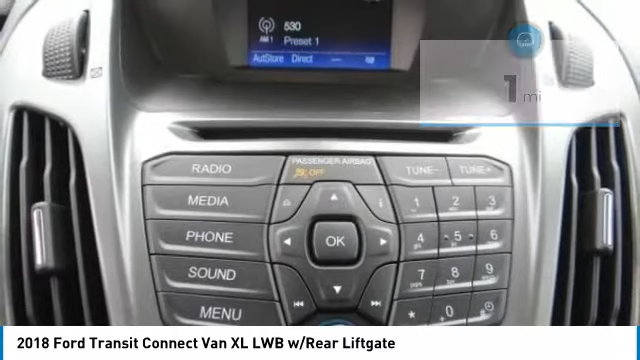 530
AM 1
Preset 1
AutoStore Direct
1 mi
RADIO
PASSENGER AIRBAG
OFF
TUNE- TUNE+
MEDIA
1 2 3
PHONE
OK
4 5 6
SOUND
7 8 9
MENU
* 0
2018 Ford Transit Connect Van XL LWB w/Rear Liftgate